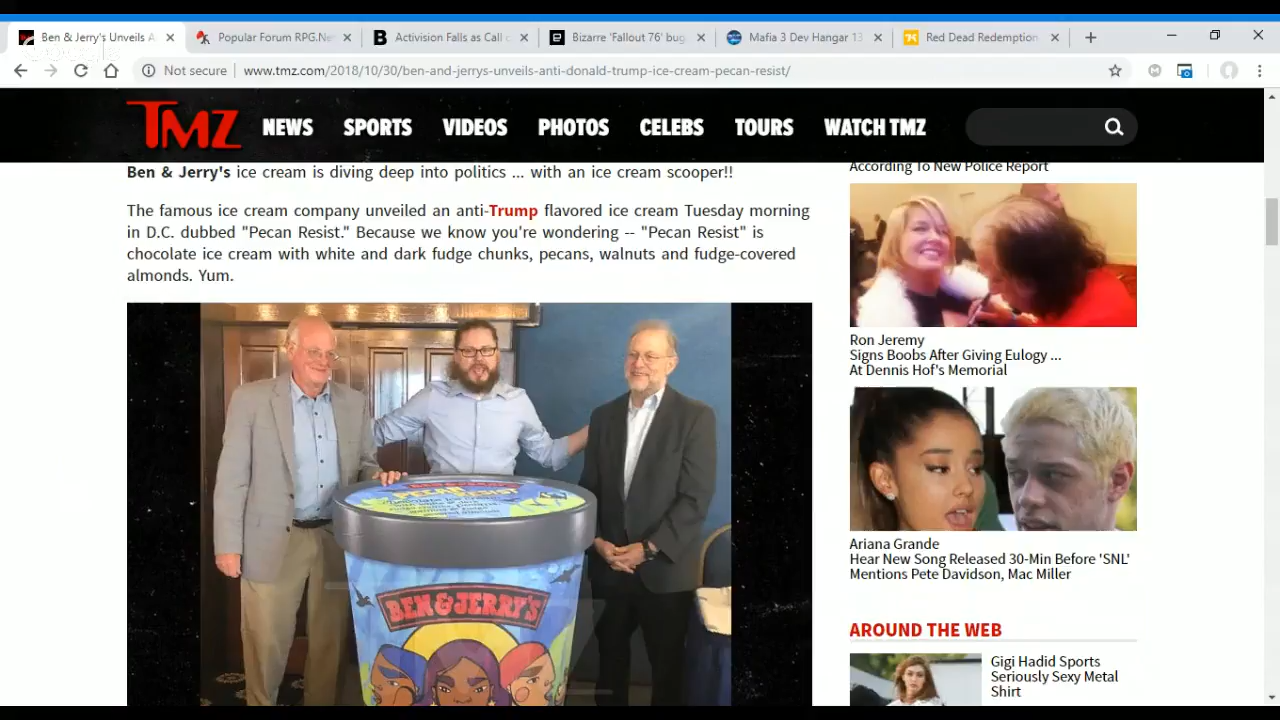 Ben & Jerry's Unveils A
Popular Forum RPG.Ne
Activision Falls as Call o
Bizarre 'Fallout 76' bug
Mafia 3 Dev Hangar 13
Red Dead Redemption
Not secure
www.tmz.com/2018/10/30/ben-and-jerrys-unveils-anti-donald-trump-ice-cream-pecan-resist/
TMZ
NEWS
SPORTS
VIDEOS
PHOTOS
CELEBS
TOURS
WATCH TMZ
Ben & Jerry's ice cream is diving deep into politics ... with an ice cream scooper!!
The famous ice cream company unveiled an anti-Trump flavored ice cream Tuesday morning
in D.C. dubbed "Pecan Resist." Because we know you're wondering -- "Pecan Resist" is
chocolate ice cream with white and dark fudge chunks, pecans, walnuts and fudge-covered
almonds. Yum.
BEN & JERRY'S
According To New Police Report
Ron Jeremy
Signs Boobs After Giving Eulogy ...
At Dennis Hof's Memorial
Ariana Grande
Hear New Song Released 30-Min Before 'SNL'
Mentions Pete Davidson, Mac Miller
AROUND THE WEB
Gigi Hadid Sports
Seriously Sexy Metal
Shirt